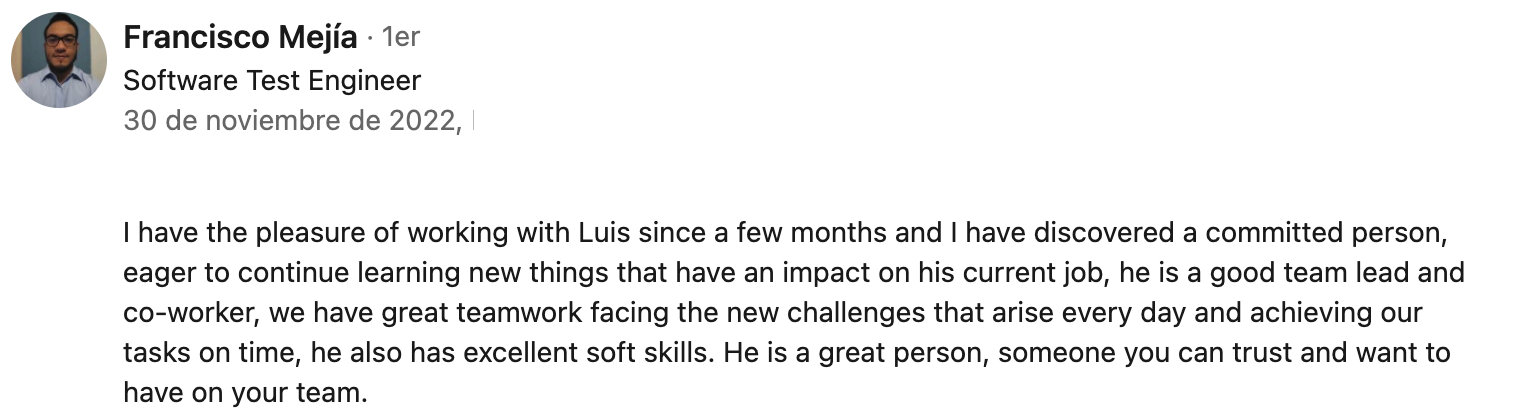 Francisco Mejía · 1er
Software Test Engineer
30 de noviembre de 2022,
I have the pleasure of working with Luis since a few months and I have discovered a committed person,
eager to continue learning new things that have an impact on his current job, he is a good team lead and
co-worker, we have great teamwork facing the new challenges that arise every day and achieving our
tasks on time, he also has excellent soft skills. He is a great person, someone you can trust and want to
have on your team.